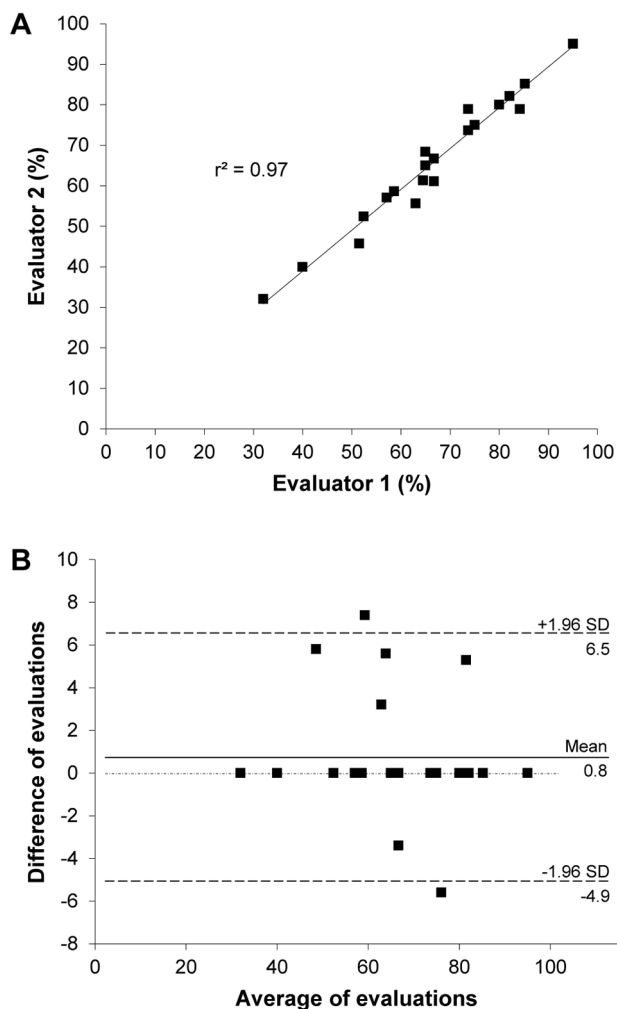 A
100
90
80
70
60
50
40
30
20
10
0
Evaluator 2 (%)
r² = 0.97
0 10 20 30 40 50 60 70 80 90 100
Evaluator 1 (%)
B
10
8
6
4
2
0
-2
-4
-6
-8
Difference of evaluations
+1.96 SD
6.5
Mean
0.8
-1.96 SD
-4.9
0 20 40 60 80 100
Average of evaluations